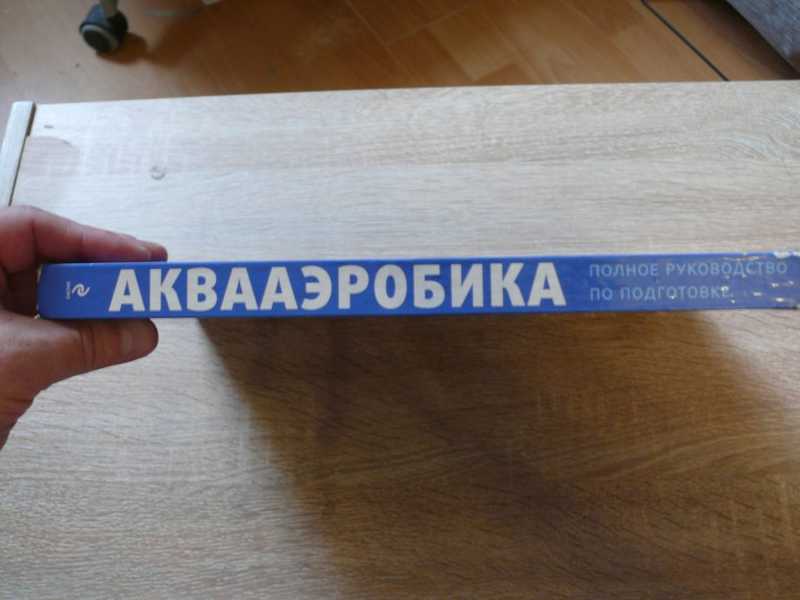 АКВААЭРОБИКА
ПОЛНОЕ РУКОВОДСТВО
ПО ПОДГОТОВКЕ